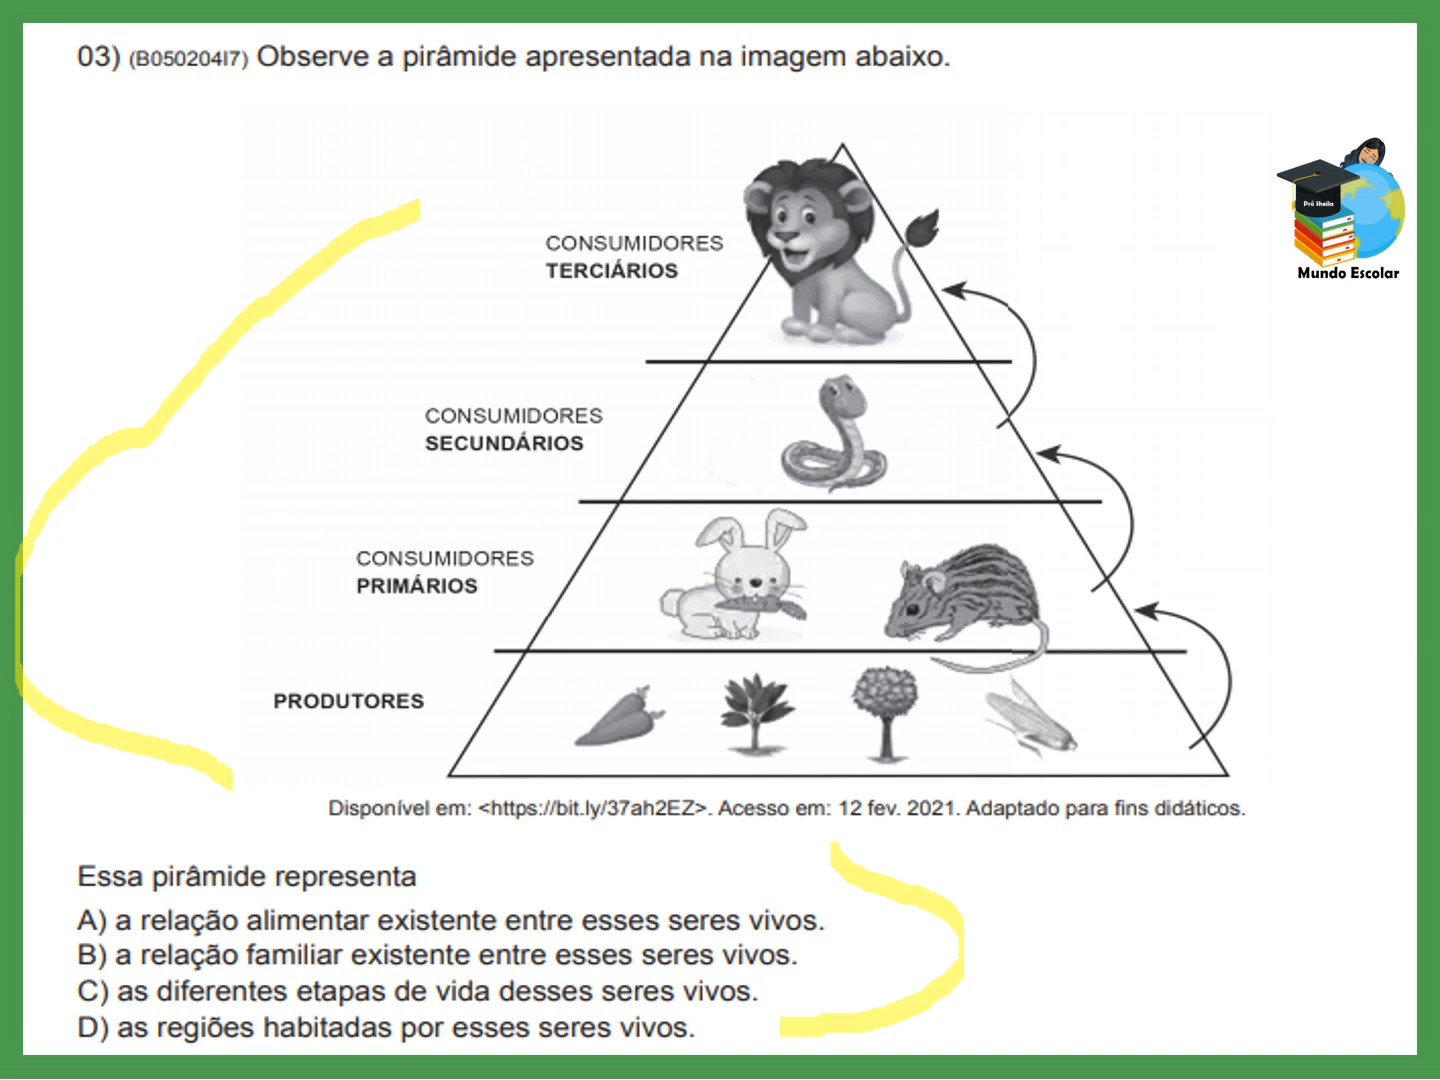 03) (B050204I7) Observe a pirâmide apresentada na imagem abaixo.
Pró Sheila
Mundo Escolar
CONSUMIDORES
TERCIÁRIOS
CONSUMIDORES
SECUNDÁRIOS
CONSUMIDORES
PRIMÁRIOS
PRODUTORES
Disponível em: <https://bit.ly/37ah2EZ>. Acesso em: 12 fev. 2021. Adaptado para fins didáticos.
Essa pirâmide representa
A) a relação alimentar existente entre esses seres vivos.
B) a relação familiar existente entre esses seres vivos.
C) as diferentes etapas de vida desses seres vivos.
D) as regiões habitadas por esses seres vivos.